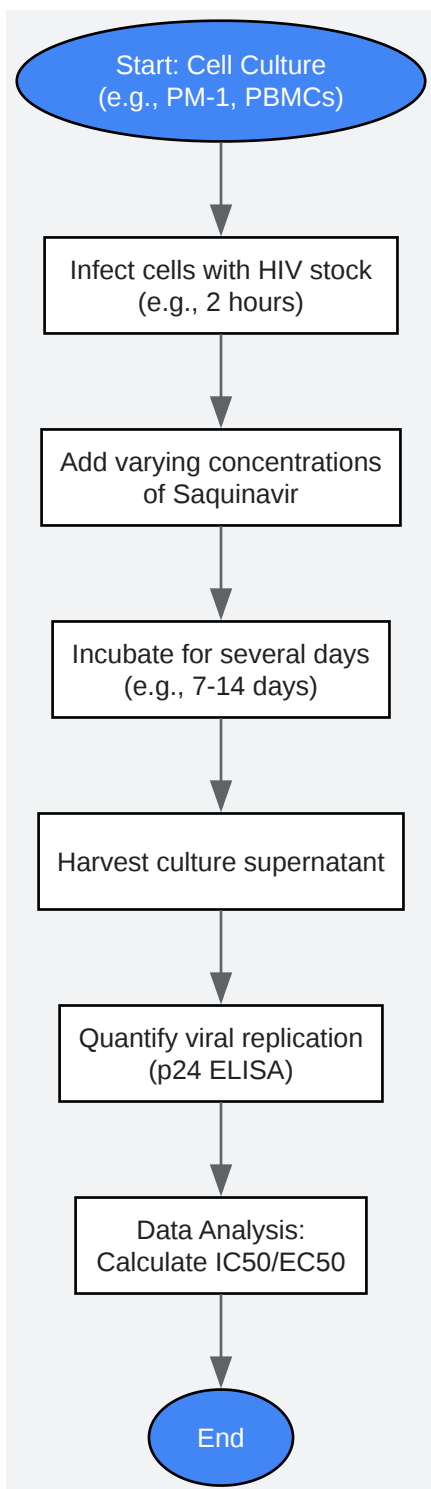 Start: Cell Culture
(e.g., PM-1, PBMCs)
Infect cells with HIV stock
(e.g., 2 hours)
Add varying concentrations
of Saquinavir
Incubate for several days
(e.g., 7-14 days)
Harvest culture supernatant
Quantify viral replication
(p24 ELISA)
Data Analysis:
Calculate IC50/EC50
End